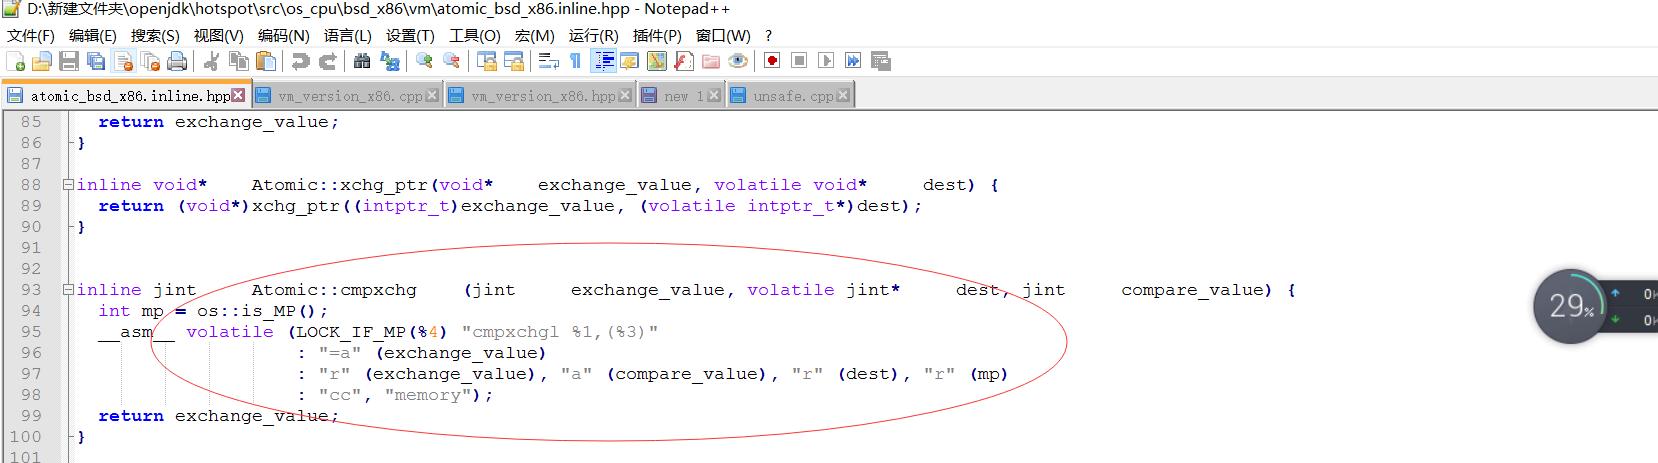 D:\新建文件夹\openjdk\hotspot\src\os_cpu\bsd_x86\vm\atomic_bsd_x86.inline.hpp - Notepad++
文件(F) 编辑(E) 搜索(S) 视图(V) 编码(N) 语言(L) 设置(T) 工具(O) 宏(M) 运行(R) 插件(P) 窗口(W) ?
atomic_bsd_x86.inline.hpp vm_version_x86.cpp vm_version_x86.hpp new 1 unsafe.cpp
85 return exchange_value;
86 }
87
88 inline void* Atomic::xchg_ptr(void* exchange_value, volatile void* dest) {
89 return (void*)xchg_ptr((intptr_t)exchange_value, (volatile intptr_t*)dest);
90 }
91
92
93 inline jint Atomic::cmpxchg (jint exchange_value, volatile jint* dest, jint compare_value) {
94 int mp = os::is_MP();
95 __asm__ volatile (LOCK_IF_MP(%4) "cmpxchgl %1,(%3)"
96 : "=a" (exchange_value)
97 : "r" (exchange_value), "a" (compare_value), "r" (dest), "r" (mp)
98 : "cc", "memory");
99 return exchange_value;
100 }
101
29%
0K
0K